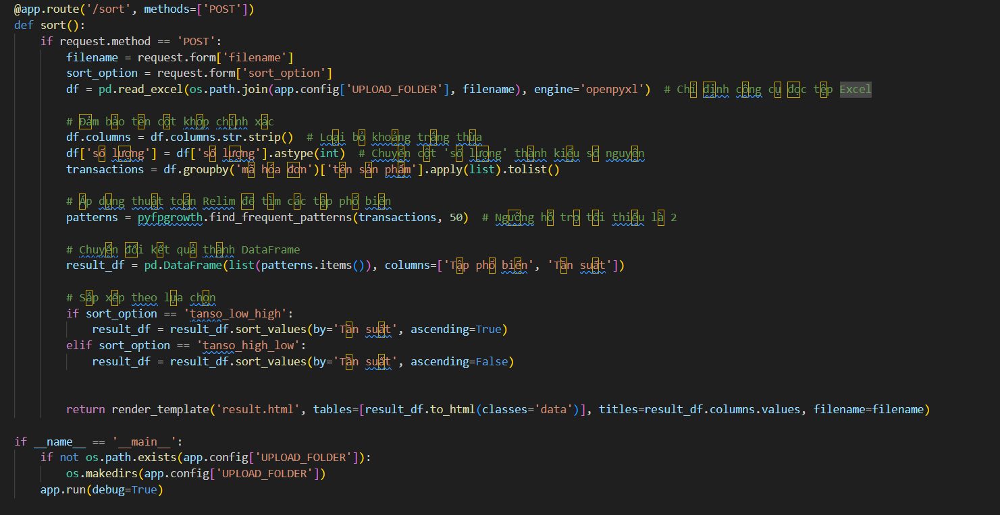 @app.route('/sort', methods=['POST'])
def sort():
    if request.method == 'POST':
        filename = request.form['filename']
        sort_option = request.form['sort_option']
        df = pd.read_excel(os.path.join(app.config['UPLOAD_FOLDER'], filename), engine='openpyxl')  # Chỉ định công cụ đọc tệp Excel
        # Đảm bảo tên cột khớp chính xác
        df.columns = df.columns.str.strip()  # Loại bỏ khoảng trắng thừa
        df['số lượng'] = df['số lượng'].astype(int)  # Chuyển cột 'số lượng' thành kiểu số nguyên
        transactions = df.groupby('mã hóa đơn')['tên sản phẩm'].apply(list).tolist()
        # Áp dụng thuật toán Relim để tìm các tập phổ biến
        patterns = pyfpgrowth.find_frequent_patterns(transactions, 50)  # Ngưỡng hỗ trợ tối thiểu là 2
        # Chuyển đổi kết quả thành DataFrame
        result_df = pd.DataFrame(list(patterns.items()), columns=['Tập phổ biến', 'Tần suất'])
        # Sắp xếp theo lựa chọn
        if sort_option == 'tanso_low_high':
            result_df = result_df.sort_values(by='Tần suất', ascending=True)
        elif sort_option == 'tanso_high_low':
            result_df = result_df.sort_values(by='Tần suất', ascending=False)
        return render_template('result.html', tables=[result_df.to_html(classes='data')], titles=result_df.columns.values, filename=filename)
if __name__ == '__main__':
    if not os.path.exists(app.config['UPLOAD_FOLDER']):
        os.makedirs(app.config['UPLOAD_FOLDER'])
    app.run(debug=True)